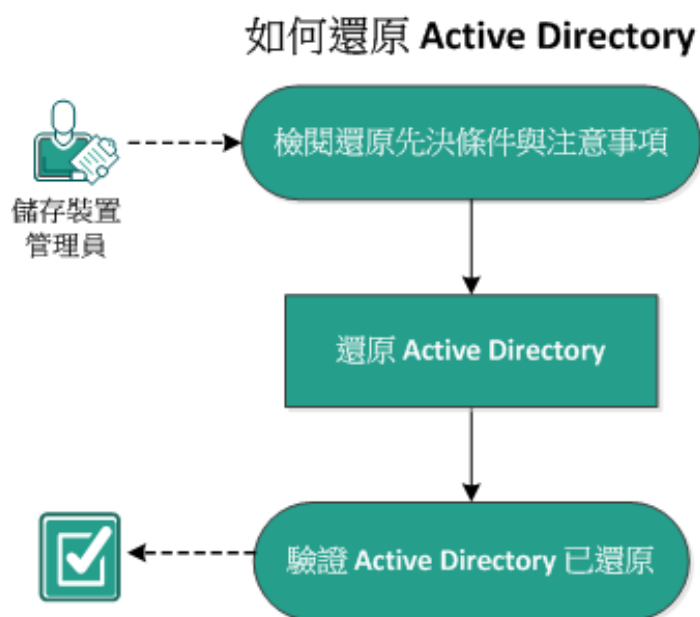 如何還原 Active Directory
檢閱還原先決條件與注意事項
儲存裝置
管理員
還原 Active Directory
驗證 Active Directory 已還原